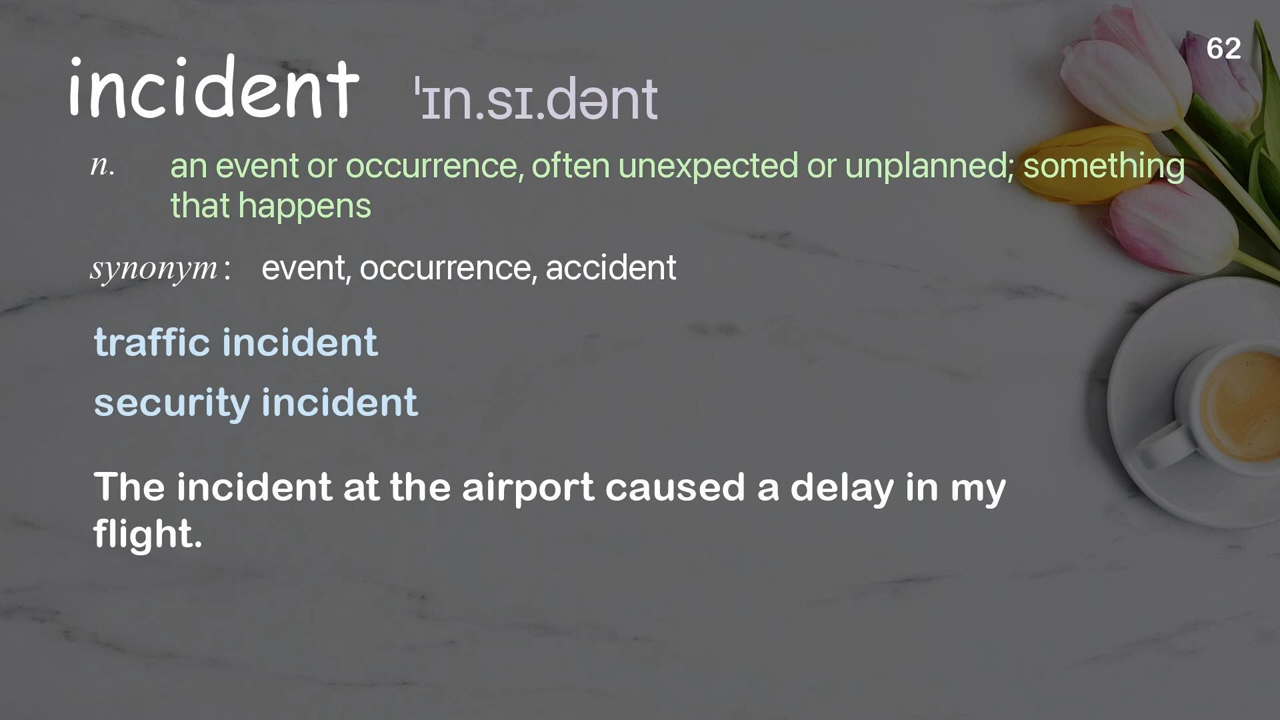 62
incident ˈɪn.sɪ.dənt
n. an event or occurrence, often unexpected or unplanned; something
that happens
synonym : event, occurrence, accident
traffic incident
security incident
The incident at the airport caused a delay in my
flight.